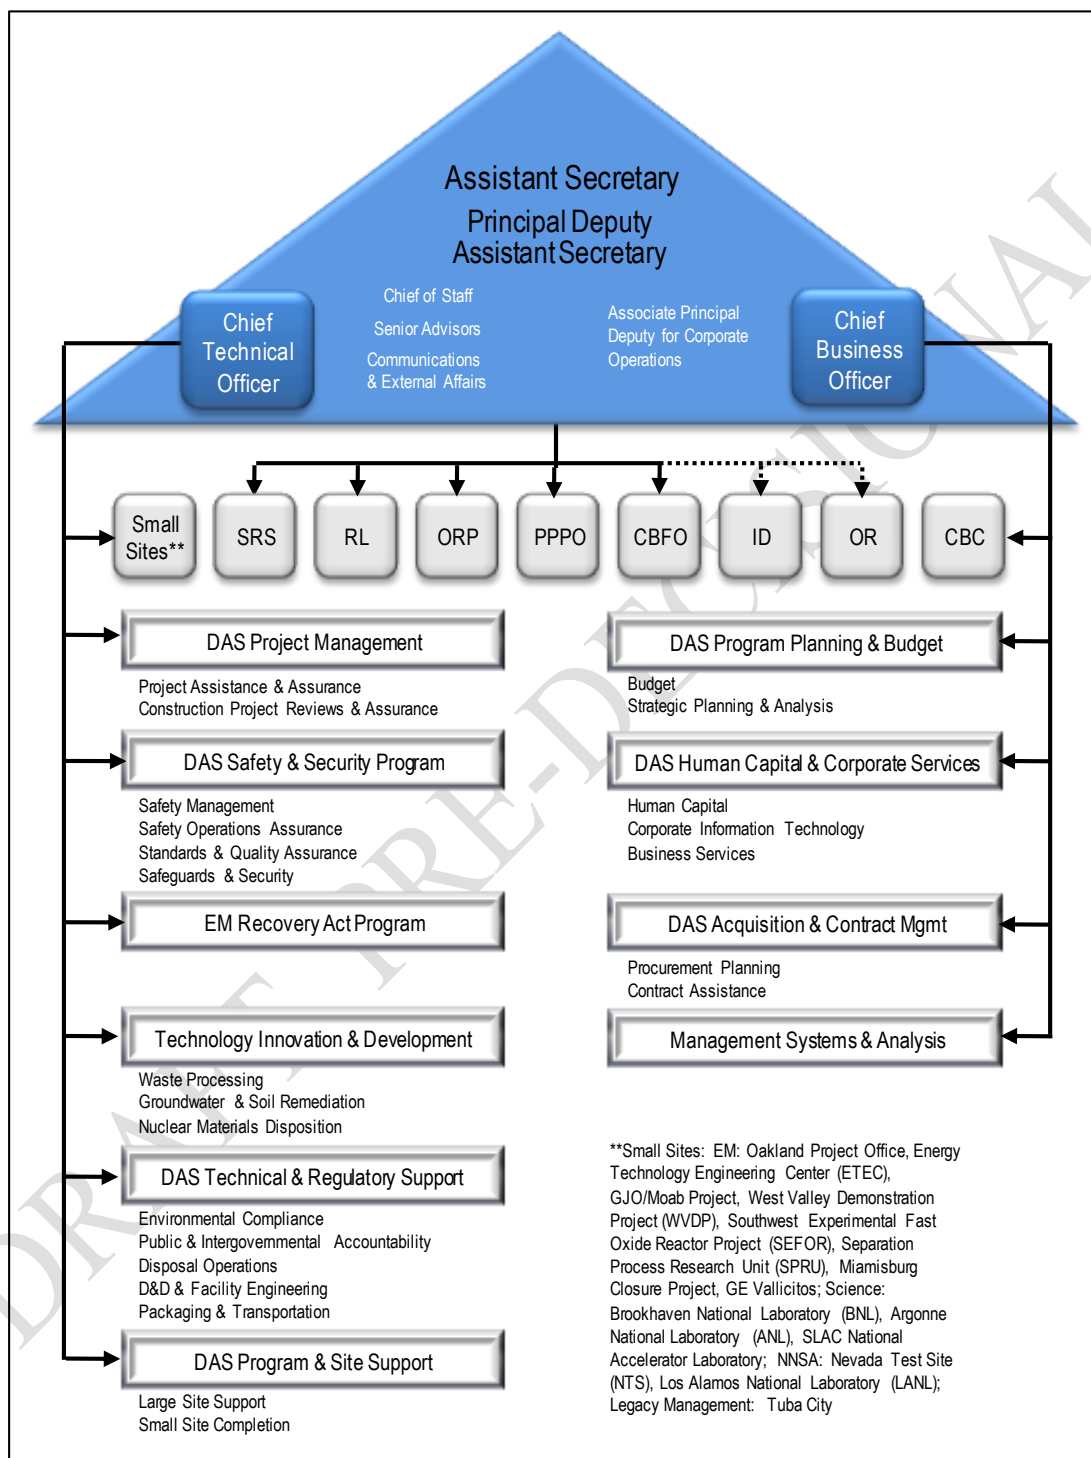 Assistant Secretary
Principal Deputy
Assistant Secretary
Chief of Staff
Senior Advisors
Communications
& External Affairs
Associate Principal
Deputy for Corporate
Operations
Chief
Technical
Officer
Chief
Business
Officer
Small
Sites**
SRS
RL
ORP
PPPO
CBFO
ID
OR
CBC
DAS Project Management
Project Assistance & Assurance
Construction Project Reviews & Assurance
DAS Safety & Security Program
Safety Management
Safety Operations Assurance
Standards & Quality Assurance
Safeguards & Security
EM Recovery Act Program
Technology Innovation & Development
Waste Processing
Groundwater & Soil Remediation
Nuclear Materials Disposition
DAS Technical & Regulatory Support
Environmental Compliance
Public & Intergovernmental Accountability
Disposal Operations
D&D & Facility Engineering
Packaging & Transportation
DAS Program & Site Support
Large Site Support
Small Site Completion
DAS Program Planning & Budget
Budget
Strategic Planning & Analysis
DAS Human Capital & Corporate Services
Human Capital
Corporate Information Technology
Business Services
DAS Acquisition & Contract Mgmt
Procurement Planning
Contract Assistance
Management Systems & Analysis
**Small Sites: EM: Oakland Project Office, Energy
Technology Engineering Center (ETEC),
GJO/Moab Project, West Valley Demonstration
Project (WVDP), Southwest Experimental Fast
Oxide Reactor Project (SEFOR), Separation
Process Research Unit (SPRU), Miamisburg
Closure Project, GE Vallicitos; Science:
Brookhaven National Laboratory (BNL), Argonne
National Laboratory (ANL), SLAC National
Accelerator Laboratory; NNSA: Nevada Test Site
(NTS), Los Alamos National Laboratory (LANL);
Legacy Management: Tuba City
DRAFT PRE-DECISIONAL